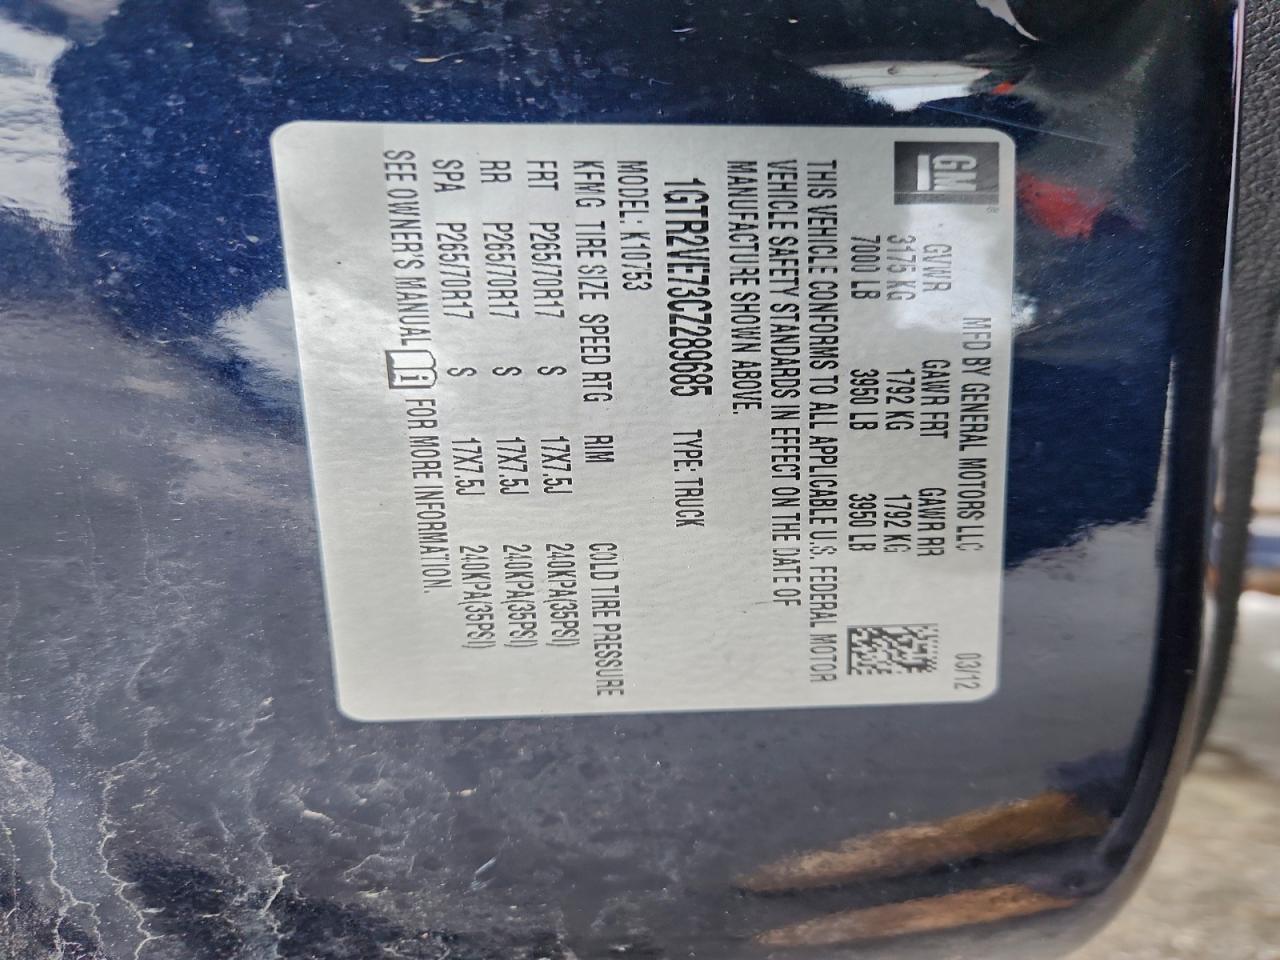 GM
MFD BY GENERAL MOTORS LLC 03/12
GVWR GAWR FRT GAWR RR
3175 KG 1792 KG 1792 KG
7000 LB 3950 LB 3950 LB
THIS VEHICLE CONFORMS TO ALL APPLICABLE U.S. FEDERAL MOTOR
VEHICLE SAFETY STANDARDS IN EFFECT ON THE DATE OF
MANUFACTURE SHOWN ABOVE.
1GTR2VE73CZ289685 TYPE: TRUCK
MODEL: K10753
KFMG TIRE SIZE SPEED RTG RIM COLD TIRE PRESSURE
FRT P265/70R17 S 17X7.5J 240KPA(35PSI)
RR P265/70R17 S 17X7.5J 240KPA(35PSI)
SPA P265/70R17 S 17X7.5J 240KPA(35PSI)
SEE OWNER'S MANUAL i FOR MORE INFORMATION.